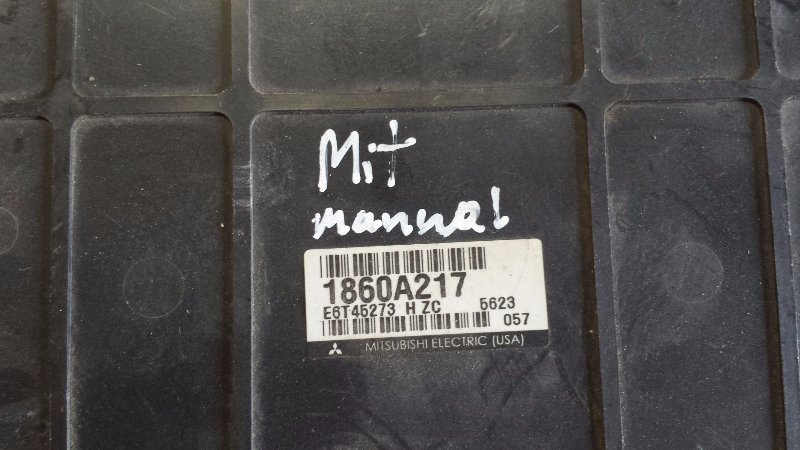 Mit
manual
1860A217
E6T45273 H ZC 5623
057
MITSUBISHI ELECTRIC (USA)